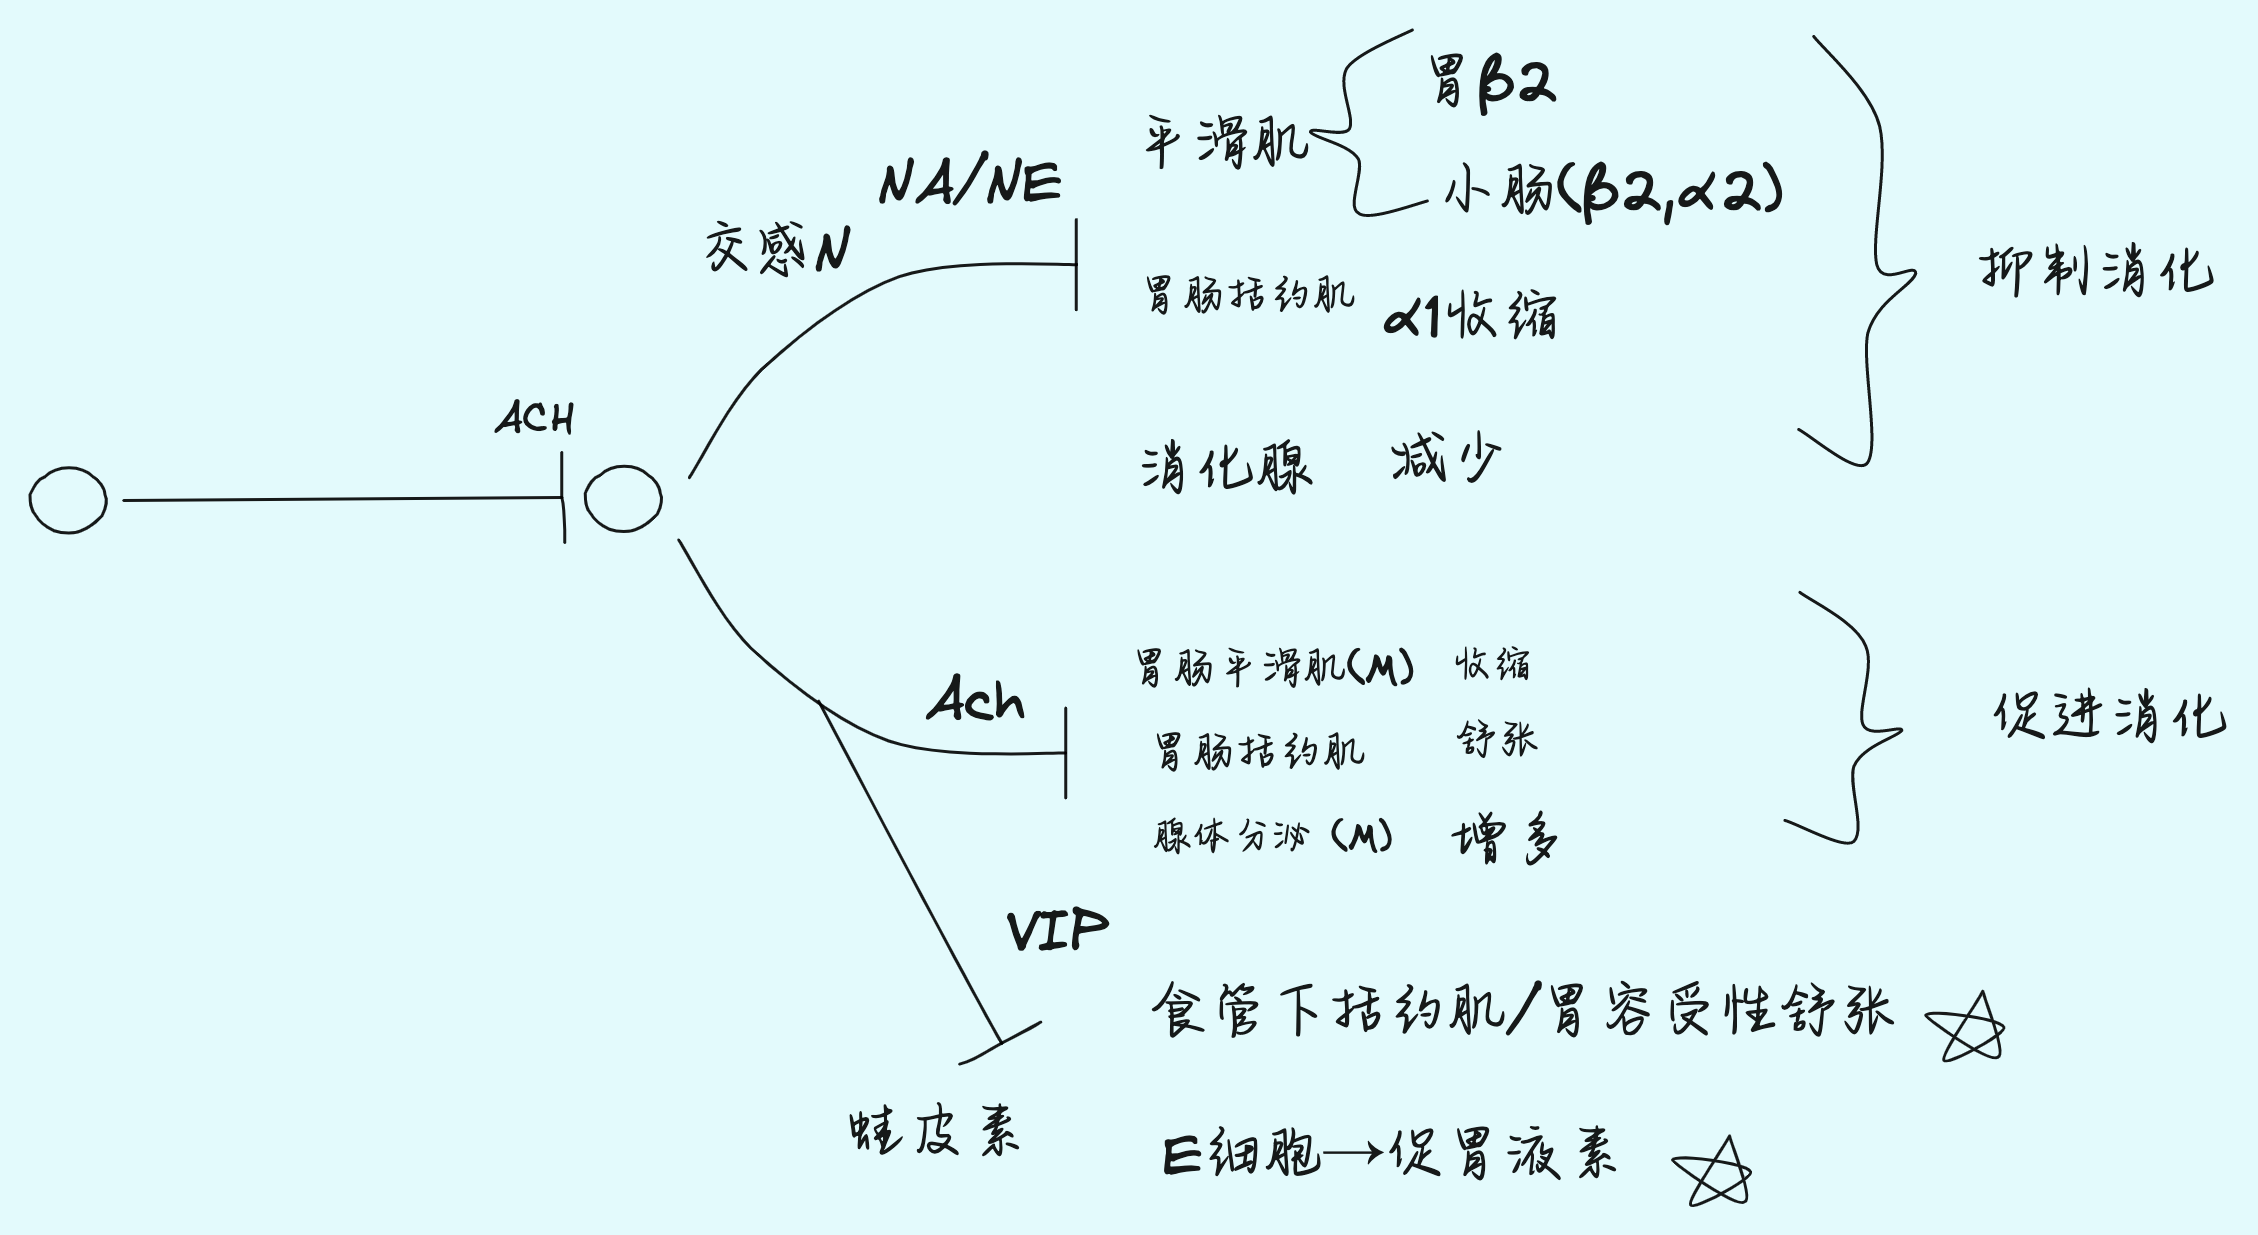 胃β2
平滑肌
小肠(β2,α2)
NA/NE
交感N
胃肠括约肌 α1收缩
抑制消化
ACH
消化腺 减少
胃肠平滑肌(M) 收缩
Ach
胃肠括约肌 舒张
促进消化
腺体分泌(M) 增多
VIP
食管下括约肌/胃容受性舒张
蛙皮素
E细胞→促胃液素